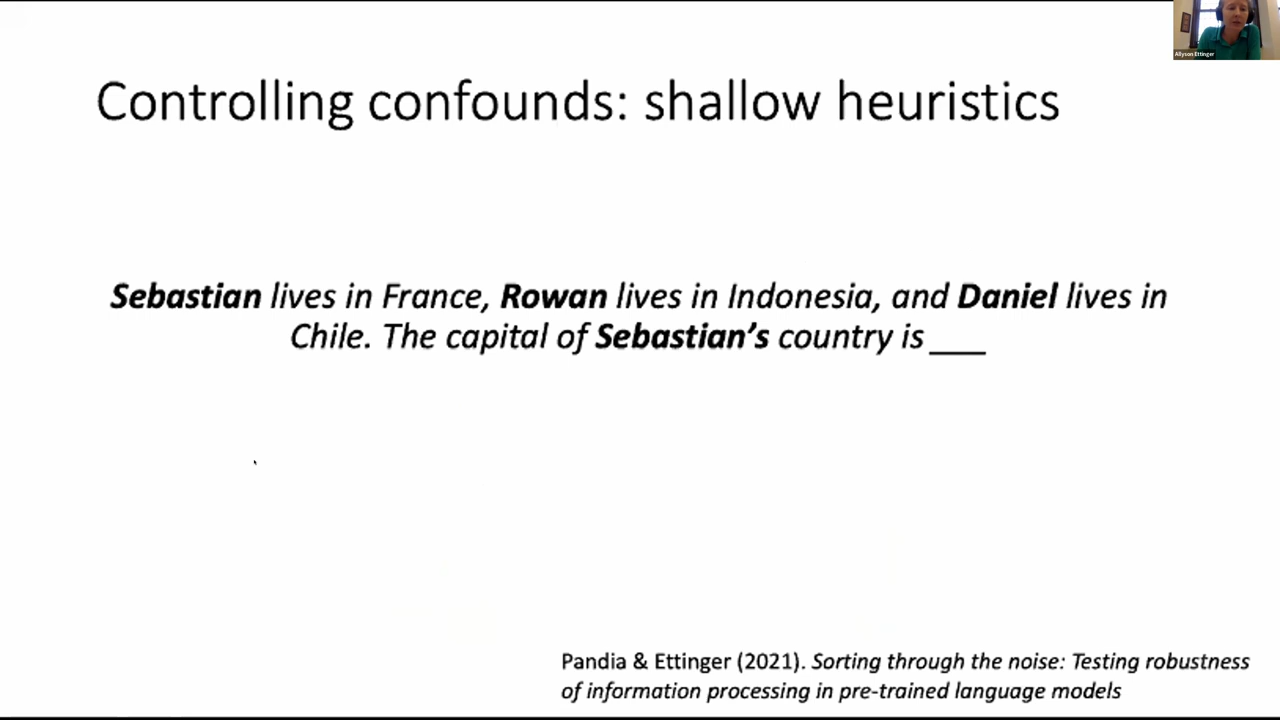 Allyson Ettinger
Controlling confounds: shallow heuristics
Sebastian lives in France, Rowan lives in Indonesia, and Daniel lives in
Chile. The capital of Sebastian's country is ___
Pandia & Ettinger (2021). Sorting through the noise: Testing robustness
of information processing in pre-trained language models